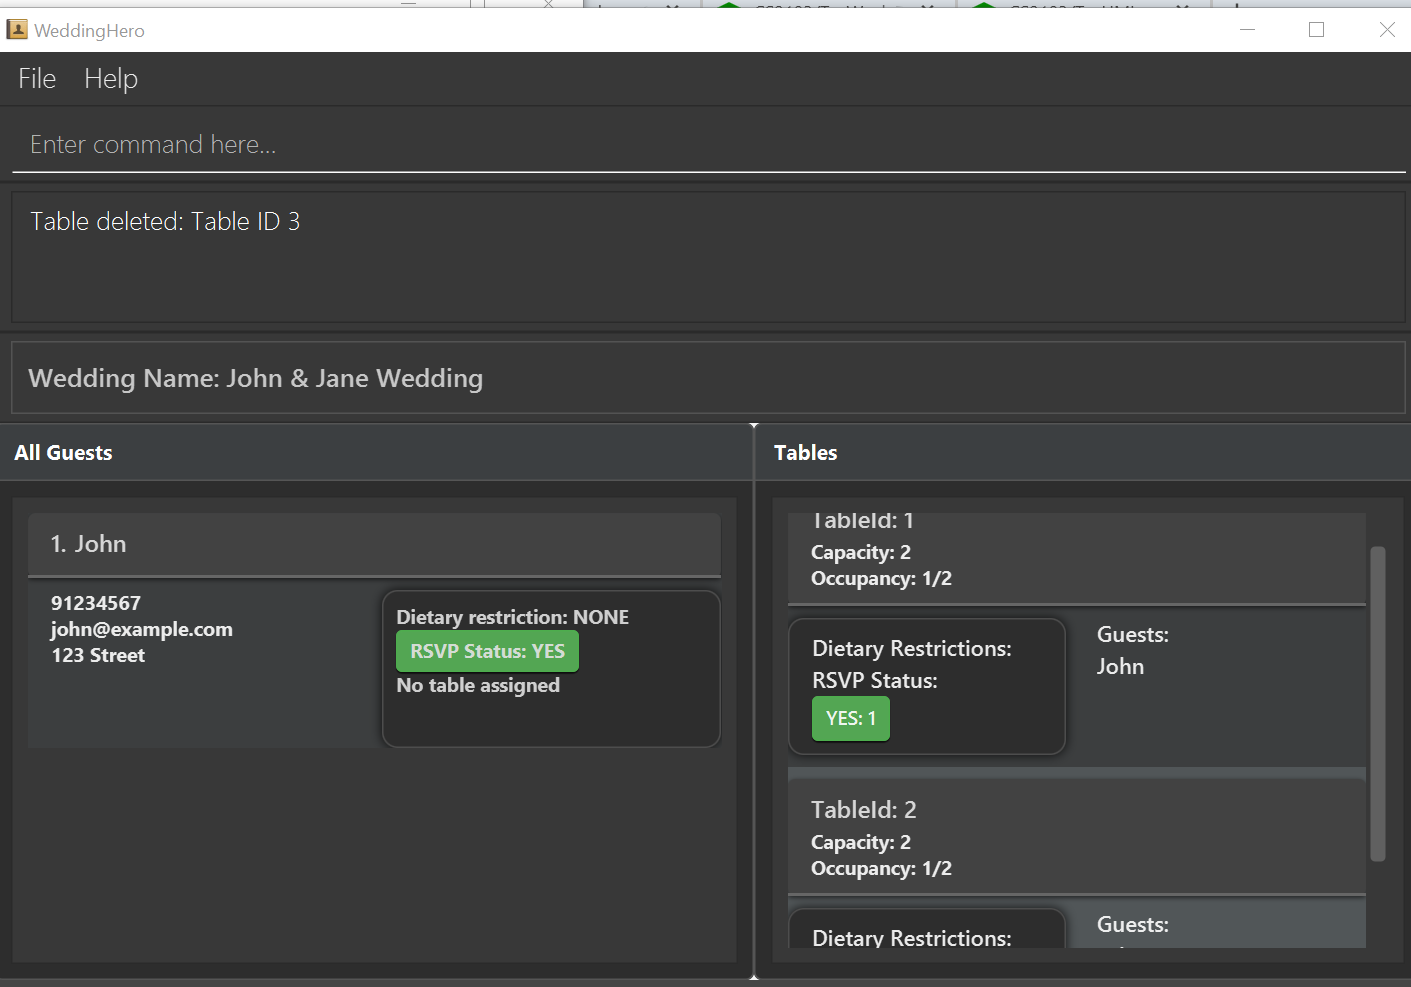 WeddingHero
File Help
Enter command here...
Table deleted: Table ID 3
Wedding Name: John & Jane Wedding
All Guests
1. John
91234567
john@example.com
123 Street
Dietary restriction: NONE
RSVP Status: YES
No table assigned
Tables
TableId: 1
Capacity: 2
Occupancy: 1/2
Dietary Restrictions:
RSVP Status:
YES: 1
Guests:
John
TableId: 2
Capacity: 2
Occupancy: 1/2
Dietary Restrictions:
Guests: